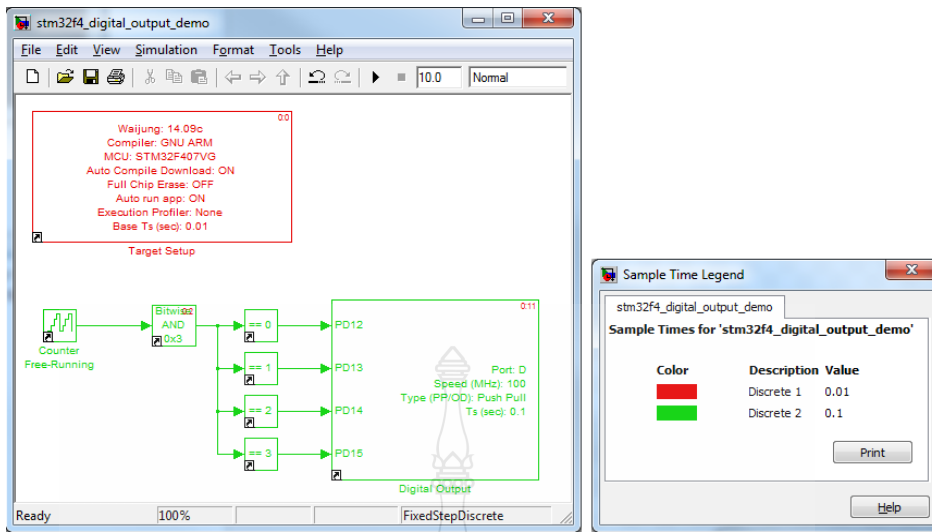 stm32f4_digital_output_demo
File Edit View Simulation Format Tools Help
10.0 Normal
0:0
Waijung: 14.09c
Compiler: GNU ARM
MCU: STM32F407VG
Auto Compile Download: ON
Full Chip Erase: OFF
Auto run app: ON
Execution Profiler: None
Base Ts (sec): 0.01
Target Setup
Counter
Free-Running
Bitwise
0:2
AND
0x3
== 0
== 1
== 2
== 3
0:11
PD12
PD13
PD14
PD15
Port: D
Speed (MHz): 100
Type (PP/OD): Push Pull
Ts (sec): 0.1
Digital Output
Ready 100% FixedStepDiscrete
Sample Time Legend
stm32f4_digital_output_demo
Sample Times for 'stm32f4_digital_output_demo'
Color Description Value
Discrete 1 0.01
Discrete 2 0.1
Print
Help